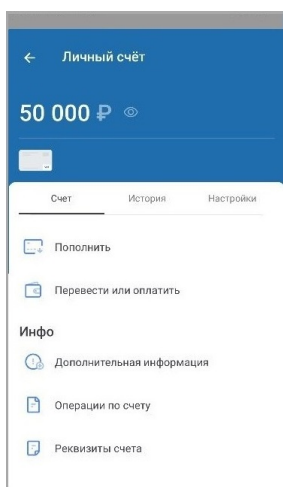 Личный счёт
50 000 ₽
Счет История Настройки
Пополнить
Перевести или оплатить
Инфо
Дополнительная информация
Операции по счету
Реквизиты счета